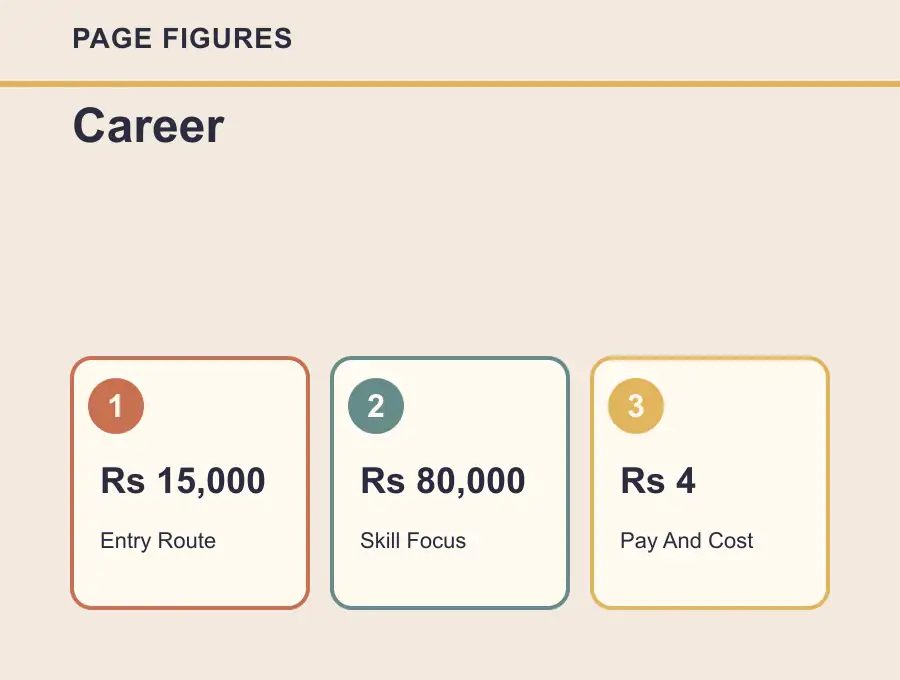 PAGE FIGURES
Career
1
Rs 15,000
Entry Route
2
Rs 80,000
Skill Focus
3
Rs 4
Pay And Cost